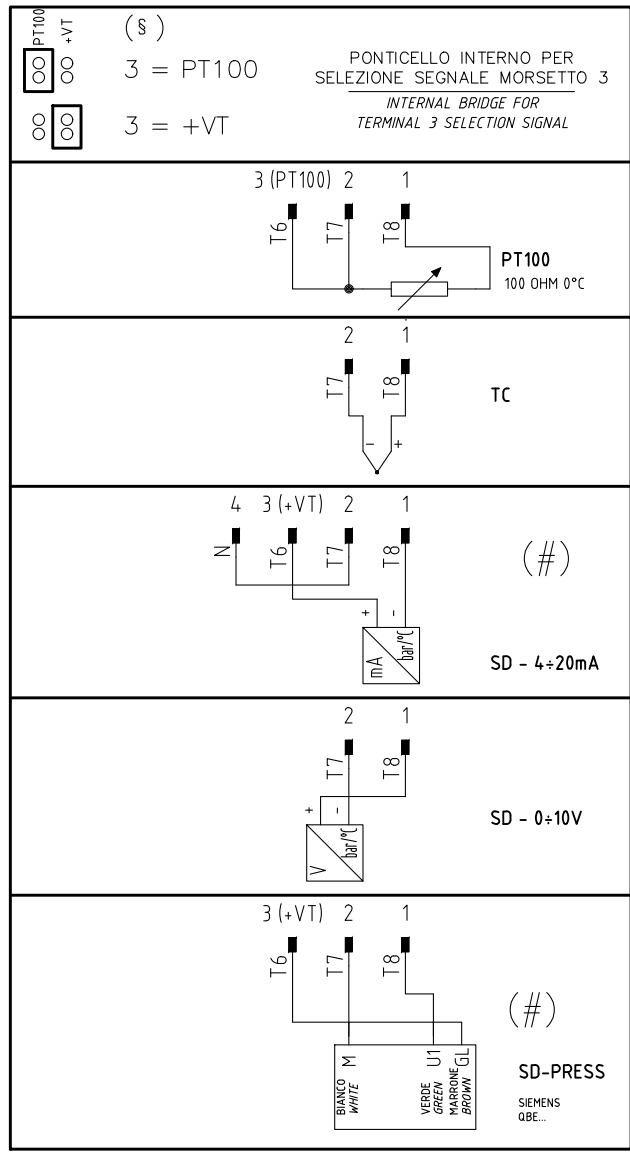 PT100
+VT
(§)
3 = PT100
3 = +VT
PONTICELLO INTERNO PER
SELEZIONE SEGNALE MORSETTO 3
INTERNAL BRIDGE FOR
TERMINAL 3 SELECTION SIGNAL
3 (PT100) 2 1
T6 T7 T8
PT100
100 OHM 0°C
2 1
T7 T8
TC
- +
4 3 (+VT) 2 1
N T6 T7 T8
(#)
+ -
mA bar/°C
SD - 4÷20mA
2 1
T7 T8
+ -
V bar/°C
SD - 0÷10V
3 (+VT) 2 1
T6 T7 T8
(#)
M U1 GL
BIANCO
WHITE
VERDE
GREEN
MARRONE
BROWN
SD-PRESS
SIEMENS
QBE...